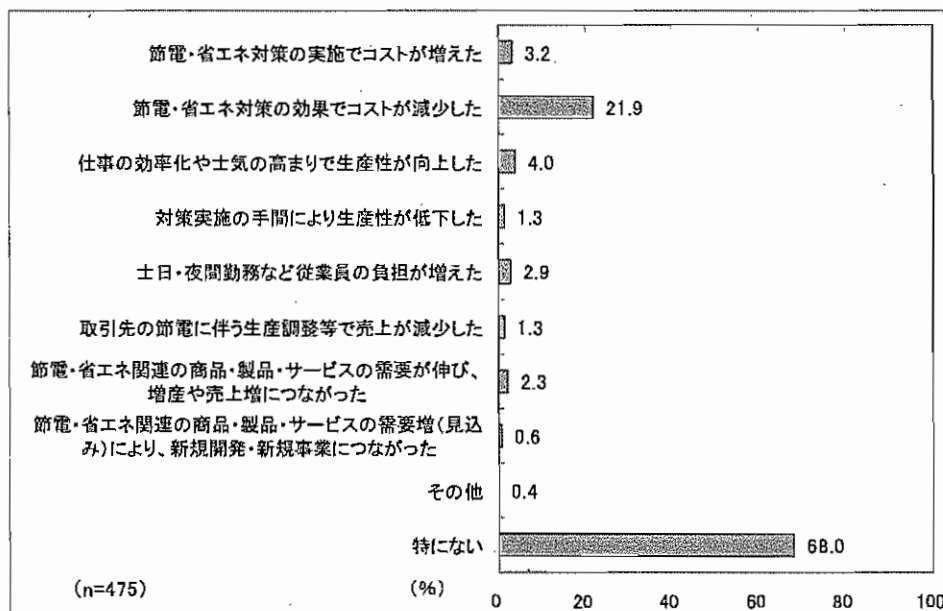 節電・省エネ対策の実施でコストが増えた 3.2
節電・省エネ対策の効果でコストが減少した 21.9
仕事の効率化や士気の高まりで生産性が向上した 4.0
対策実施の手間により生産性が低下した 1.3
土日・夜間勤務など従業員の負担が増えた 2.9
取引先の節電に伴う生産調整等で売上が減少した 1.3
節電・省エネ関連の商品・製品・サービスの需要が伸び、
増産や売上増につながった 2.3
節電・省エネ関連の商品・製品・サービスの需要増(見込
み)により、新規開発・新規事業につながった 0.6
その他 0.4
特にない 68.0
(n=475) (%) 0 20 40 60 80 100